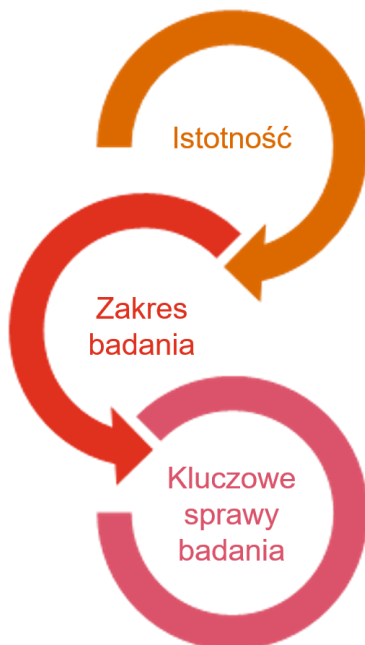 Istotność
Zakres
badania
Kluczowe
sprawy
badania